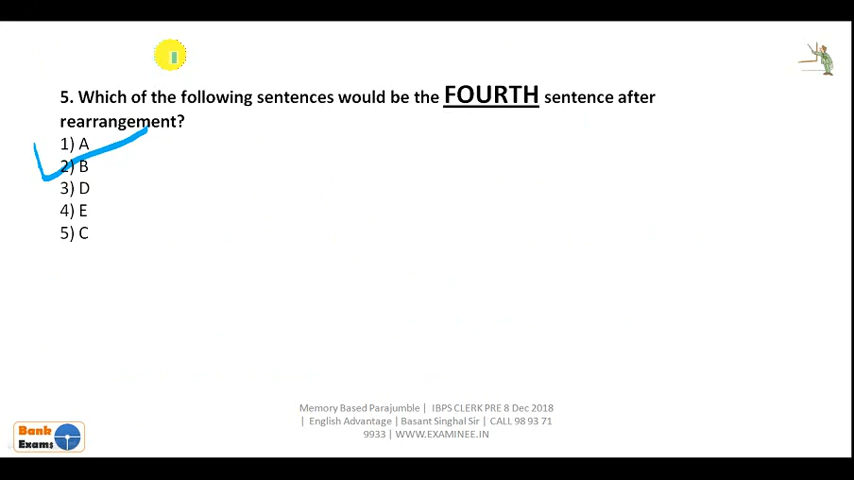 5. Which of the following sentences would be the FOURTH sentence after
rearrangement?
1) A
2) B
3) D
4) E
5) C
Memory Based Parajumble | IBPS CLERK PRE 8 Dec 2018
| English Advantage | Basant Singhal Sir | CALL 98 93 71
9933 | WWW.EXAMINEE.IN
Bank
Exams